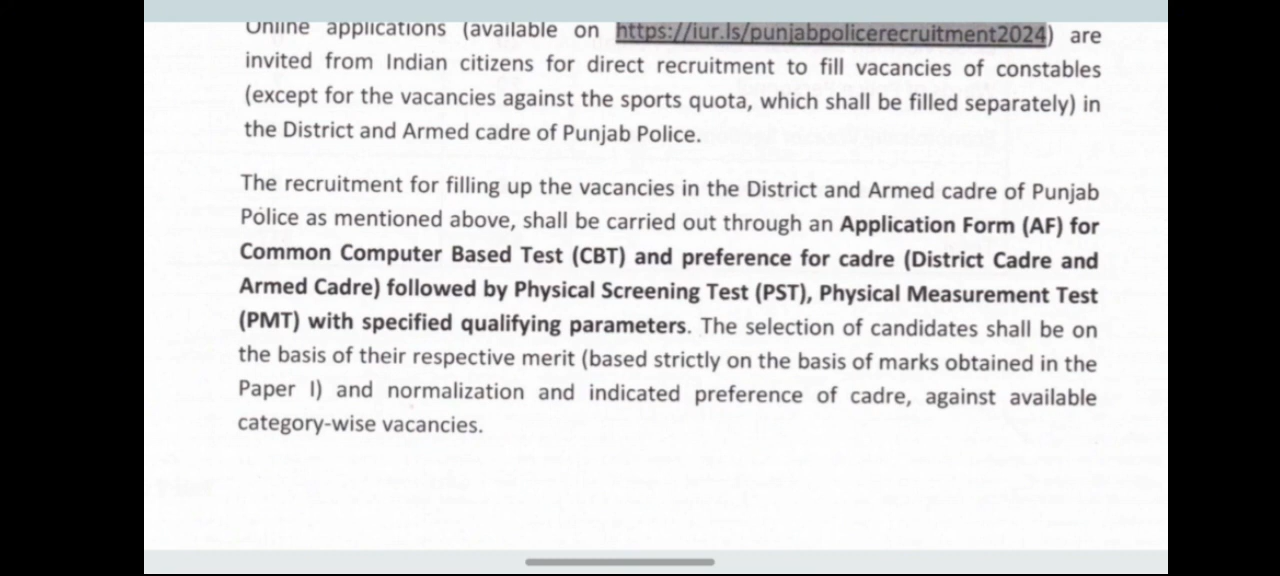 Online applications (available on https://iur.ls/punjabpolicerecruitment2024) are
invited from Indian citizens for direct recruitment to fill vacancies of constables
(except for the vacancies against the sports quota, which shall be filled separately) in
the District and Armed cadre of Punjab Police.
The recruitment for filling up the vacancies in the District and Armed cadre of Punjab
Police as mentioned above, shall be carried out through an Application Form (AF) for
Common Computer Based Test (CBT) and preference for cadre (District Cadre and
Armed Cadre) followed by Physical Screening Test (PST), Physical Measurement Test
(PMT) with specified qualifying parameters. The selection of candidates shall be on
the basis of their respective merit (based strictly on the basis of marks obtained in the
Paper I) and normalization and indicated preference of cadre, against available
category-wise vacancies.